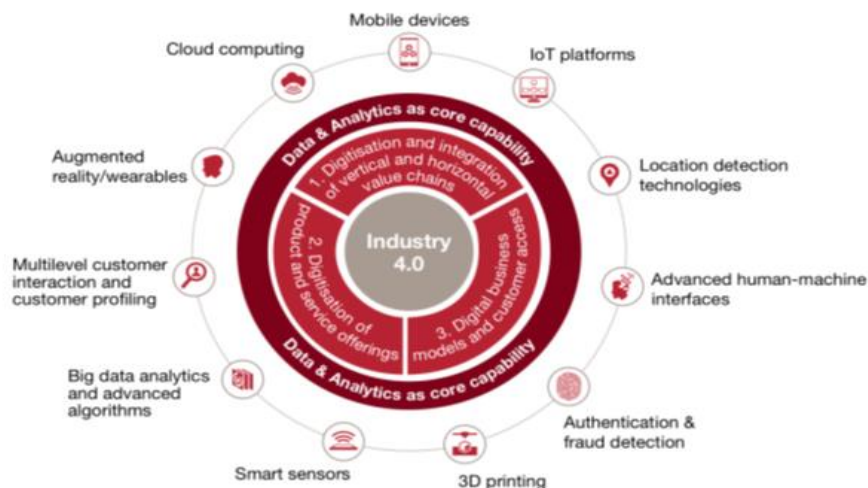 Mobile devices
IoT platforms
Location detection
technologies
Advanced human-machine
interfaces
Authentication &
fraud detection
3D printing
Smart sensors
Big data analytics
and advanced
algorithms
Multilevel customer
interaction and
customer profiling
Augmented
reality/wearables
Cloud computing
Data & Analytics as core capability
1. Digitisation and integration
of vertical and horizontal
value chains
2. Digitisation of
product and service offerings
3. Digital business
models and customer access
Industry
4.0
Data & Analytics as core capability